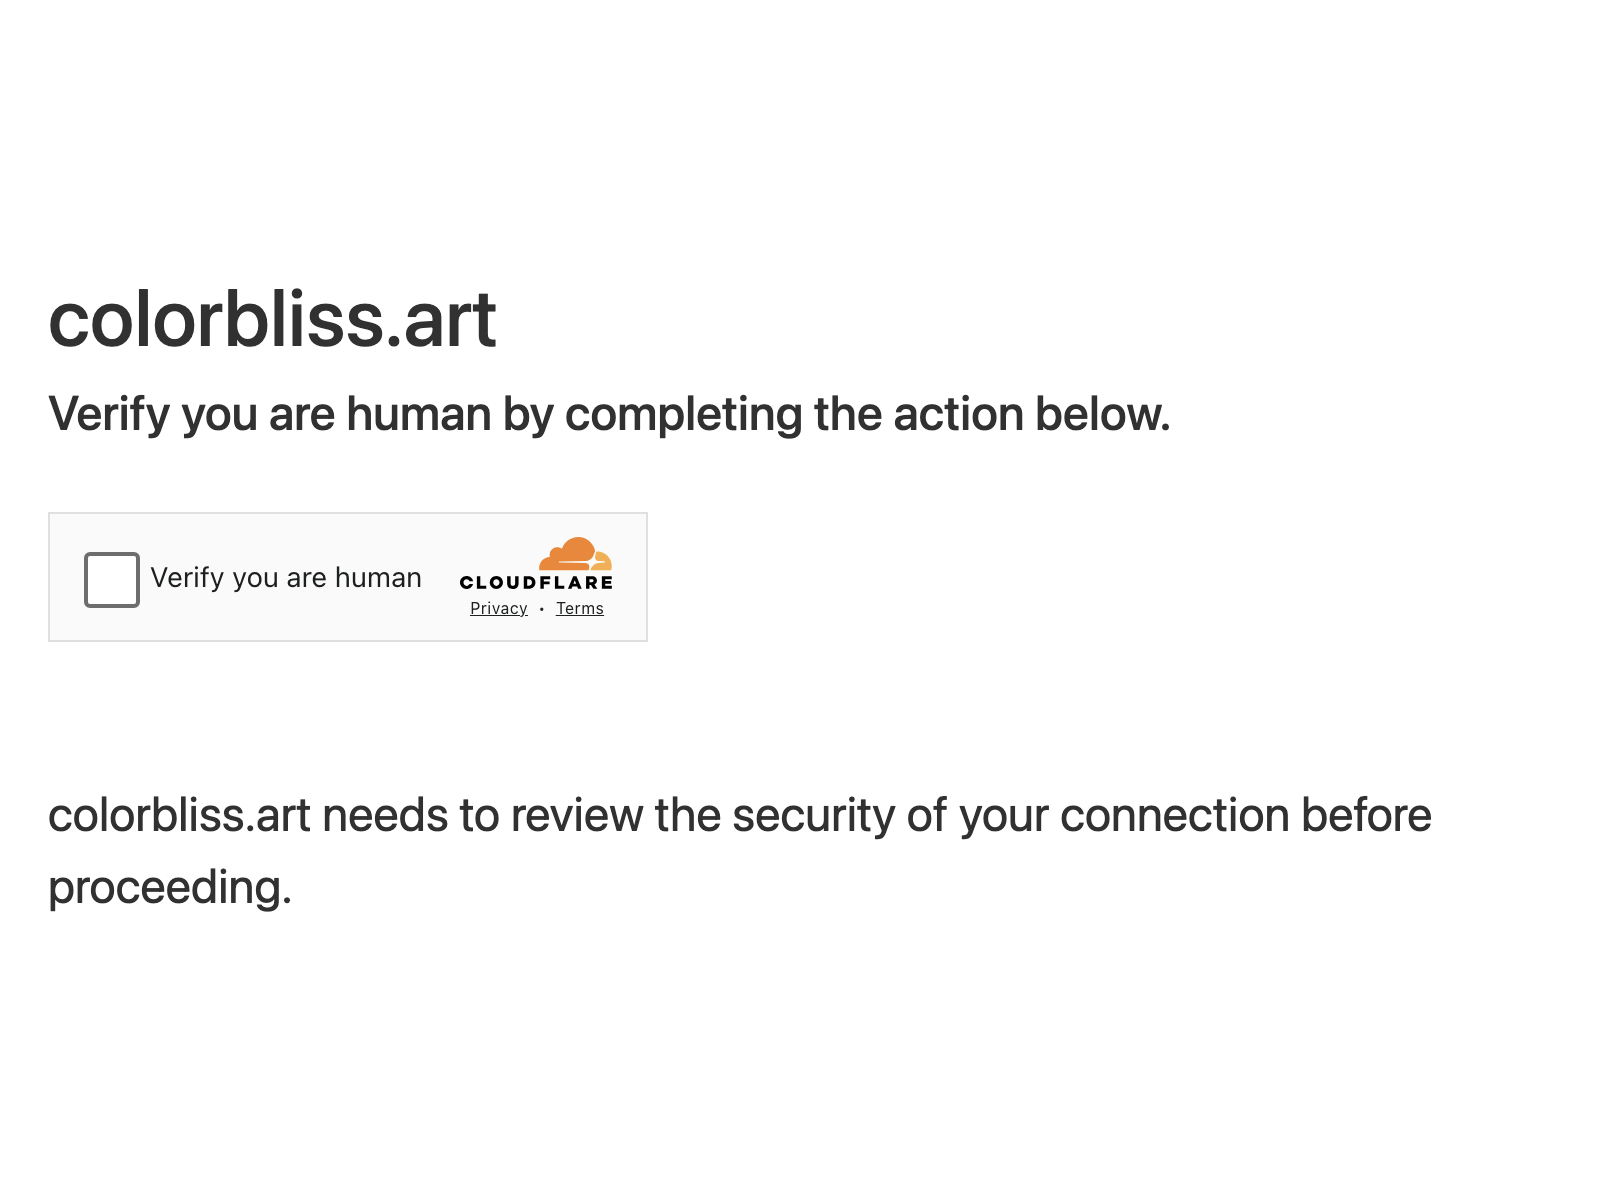 colorbliss.art
Verify you are human by completing the action below.
Verify you are human
CLOUDFLARE
Privacy • Terms
colorbliss.art needs to review the security of your connection before
proceeding.